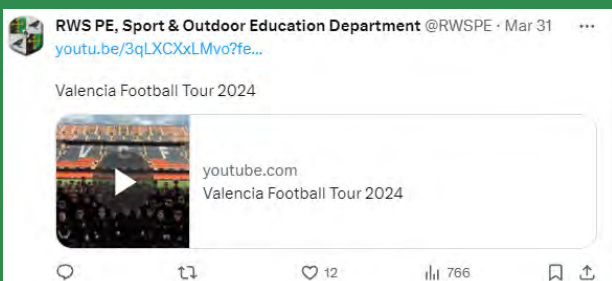 RWS PE, Sport & Outdoor Education Department @RWSPE · Mar 31 ...
youtu.be/3qLXCXxLMvo?fe...
Valencia Football Tour 2024
youtube.com
Valencia Football Tour 2024
12 766